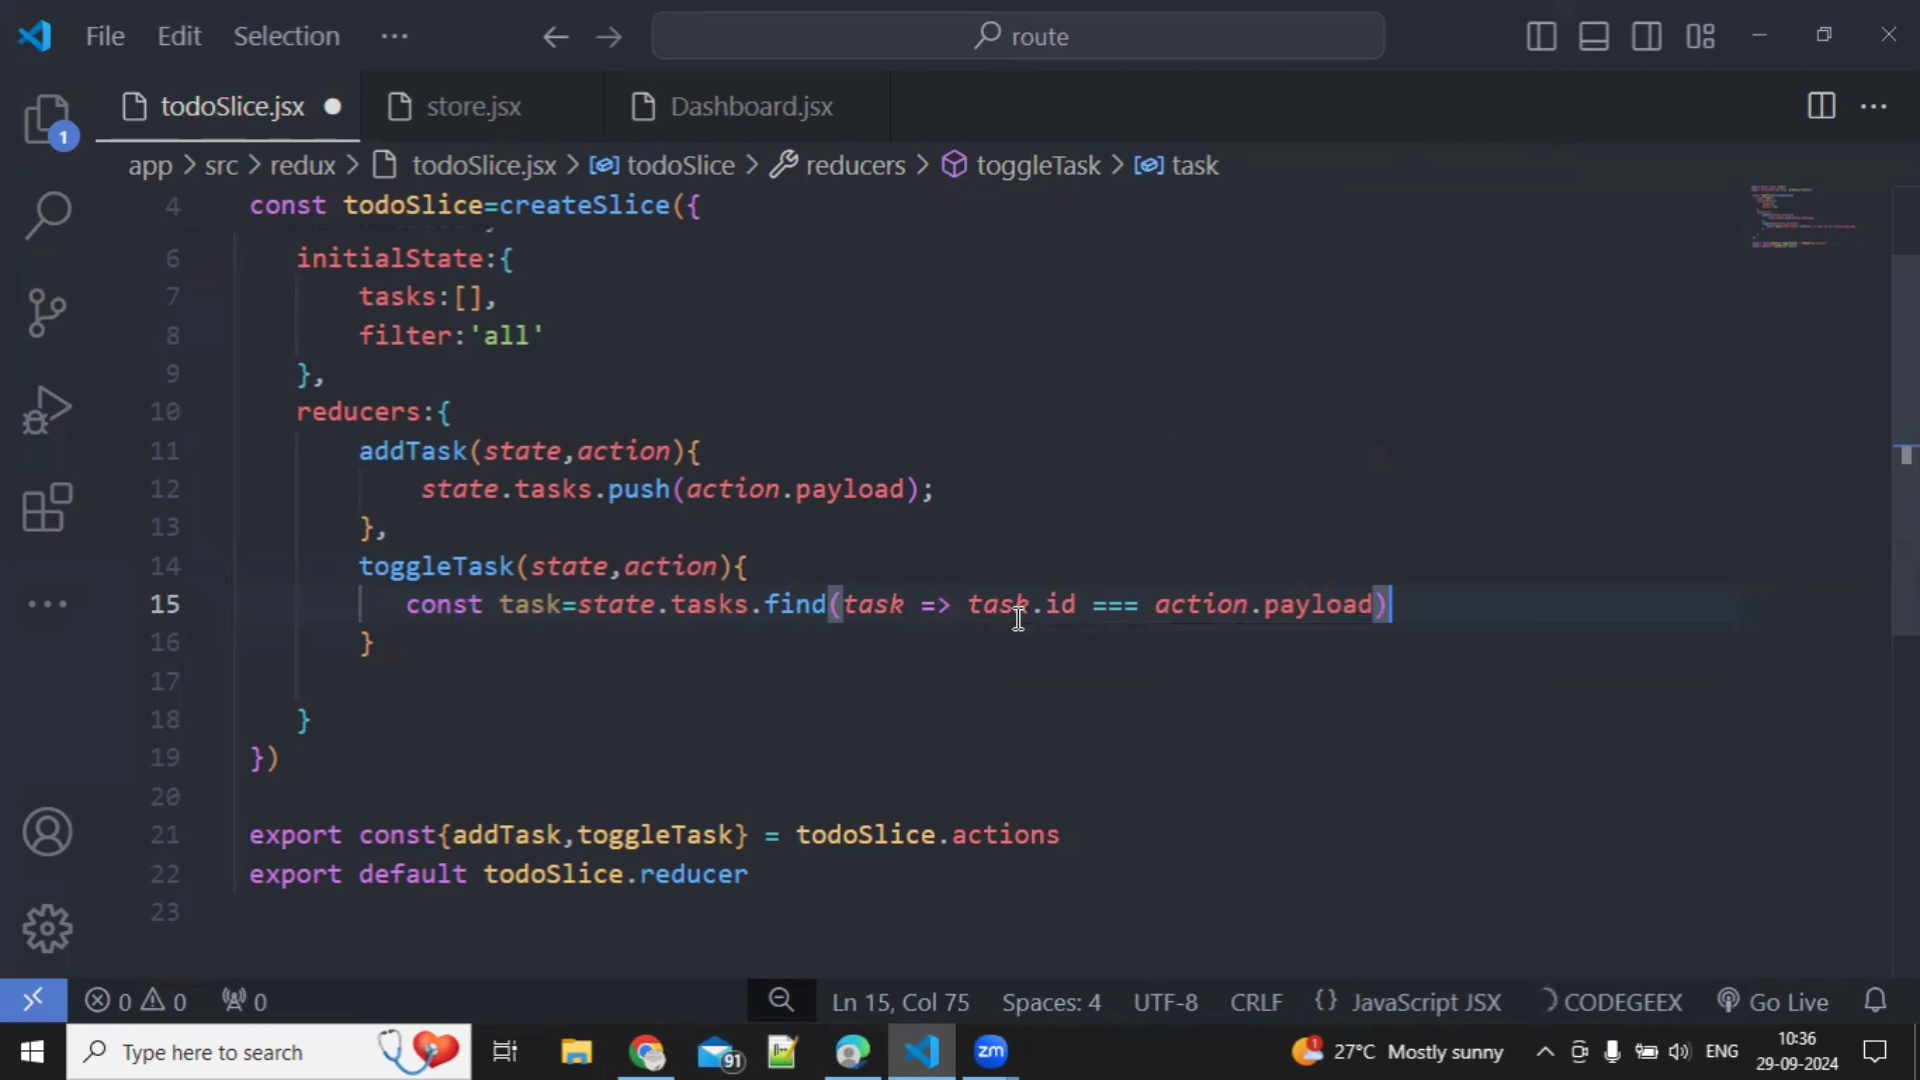 File Edit Selection ··· route
todoSlice.jsx store.jsx Dashboard.jsx ···
1
app > src > redux > todoSlice.jsx > todoSlice > reducers > toggleTask > task
4 const todoSlice=createSlice({
6 initialState:{
7 tasks:[],
8 filter:'all'
9 },
10 reducers:{
11 addTask(state,action){
12 state.tasks.push(action.payload);
13 },
14 toggleTask(state,action){
15 const task=state.tasks.find(task => task.id === action.payload)
16 }
17
18 }
19 })
20
21 export const{addTask,toggleTask} = todoSlice.actions
22 export default todoSlice.reducer
23
0 0 0 Ln 15, Col 75 Spaces: 4 UTF-8 CRLF {} JavaScript JSX CODEGEEX Go Live
Type here to search 91 zm 1 27°C Mostly sunny ENG 10:36
29-09-2024